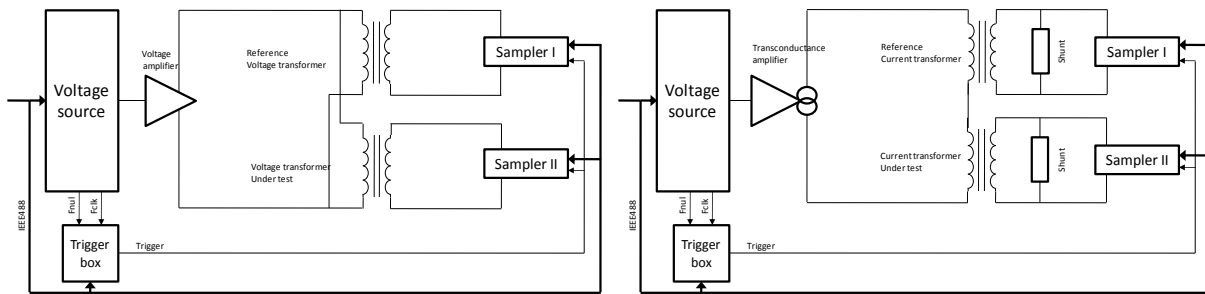 Voltage
source
Voltage
amplifier
Reference
Voltage transformer
Sampler I
Voltage transformer
Under test
Sampler II
IEEE488
Fnul
Fclk
Trigger
box
Trigger
Voltage
source
Transconductance
amplifier
Reference
Current transformer
Shunt
Sampler I
Current transformer
Under test
Shunt
Sampler II
IEEE488
Fnul
Fclk
Trigger
box
Trigger